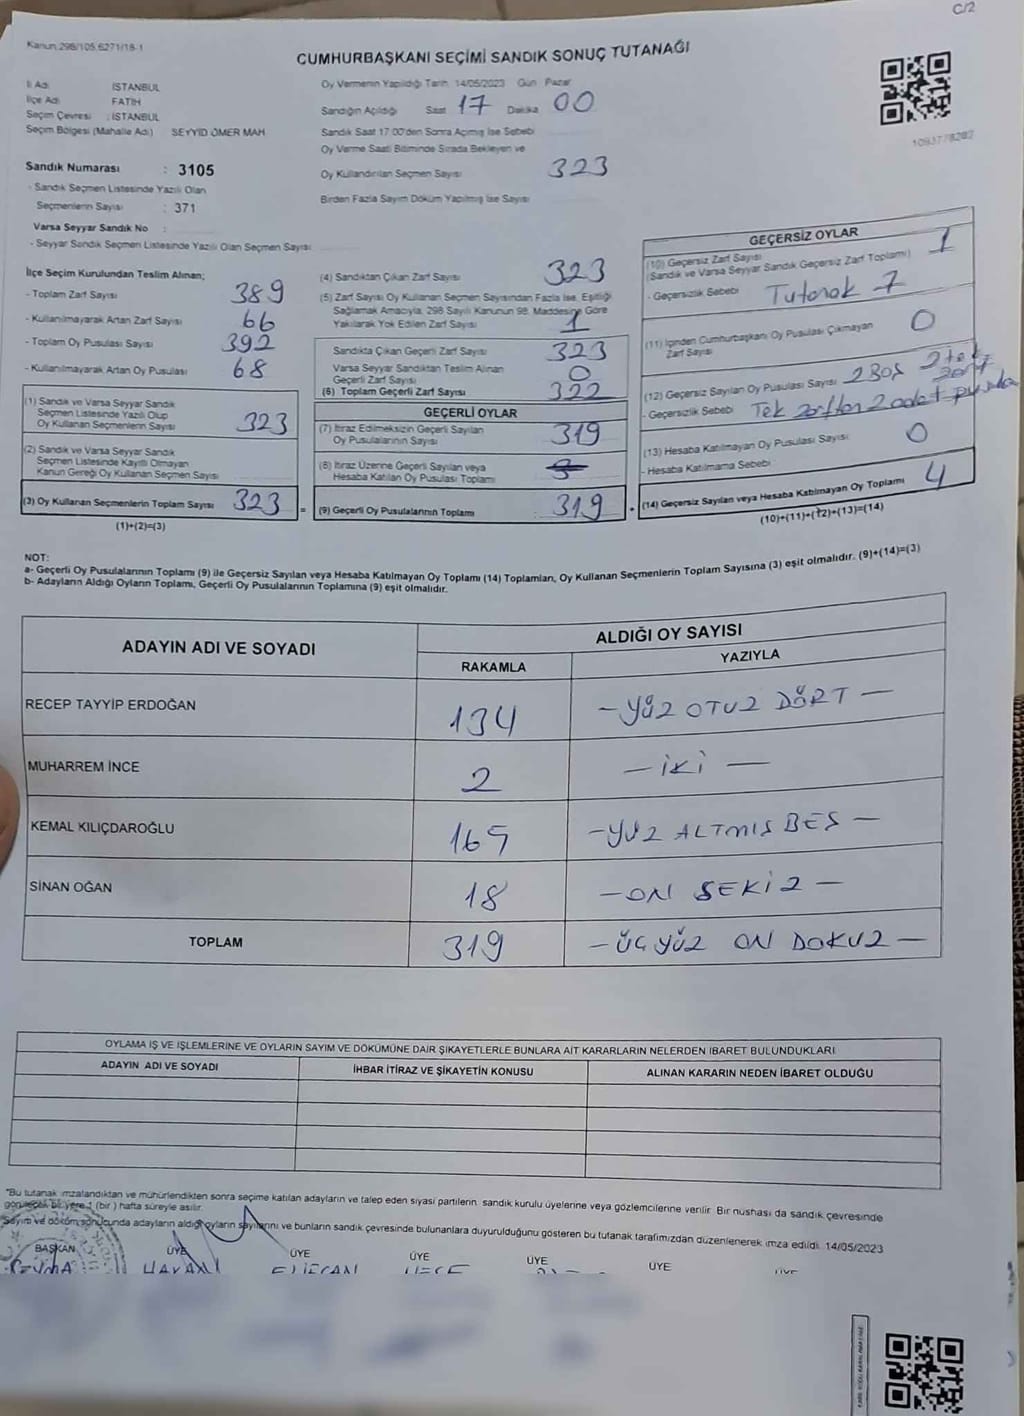 C/2
Kanun;298/105,6271/18-1
CUMHURBAŞKANI SEÇİMİ SANDIK SONUÇ TUTANAĞI
İl Adı İSTANBUL
İlçe Adı FATİH
Seçim Çevresi : İSTANBUL
Seçim Bölgesi (Mahalle Adı) SEYYİD ÖMER MAH
Oy Vermenin Yapıldığı Tarih 14/05/2023 Gün Pazar
Sandığın Açıldığı Saat 17 Dakika 00
Sandık Saat 17.00'den Sonra Açımış İse Sebebi
Oy Verme Saati Bitiminde Sırada Bekleyen ve
Oy Kullandırılan Seçmen Sayısı 323
Birden Fazla Sayım Döküm Yapılmış İse Sayısı
1093778282
Sandık Numarası : 3105
- Sandık Seçmen Listesinde Yazılı Olan
Seçmenlerin Sayısı : 371
Varsa Seyyar Sandık No :
- Seyyar Sandık Seçmen Listesinde Yazılı Olan Seçmen Sayısı:
İlçe Seçim Kurulundan Teslim Alınan;
- Toplam Zarf Sayısı 389
- Kullanılmayarak Artan Zarf Sayısı 66
- Toplam Oy Pusulası Sayısı 392
- Kullanılmayarak Artan Oy Pusulası 68
(1) Sandık ve Varsa Seyyar Sandık
Seçmen Listesinde Yazılı Olup
Oy Kullanan Seçmenlerin Sayısı 323
(2) Sandık ve Varsa Seyyar Sandık
Seçmen Listesinde Kayıtlı Olmayan
Kanun Gereği Oy Kullanan Seçmen Sayısı
(3) Oy Kullanan Seçmenlerin Toplam Sayısı 323 =
(1)+(2)=(3)
(4) Sandıktan Çıkan Zarf Sayısı 323
(5) Zarf Sayısı Oy Kullanan Seçmen Sayısından Fazla İse, Eşitliği
Sağlamak Amacıyla, 298 Sayılı Kanunun 98. Maddesine Göre
Yakılarak Yok Edilen Zarf Sayısı 1
Sandıkta Çıkan Geçerli Zarf Sayısı 323
Varsa Seyyar Sandıktan Teslim Alınan
Geçerli Zarf Sayısı 0
(6) Toplam Geçerli Zarf Sayısı 322
GEÇERLİ OYLAR
(7) İtiraz Edilmeksizin Geçerli Sayılan
Oy Pusulalarının Sayısı 319
(8) İtiraz Üzerine Geçerli Sayılan veya
Hesaba Katılan Oy Pusulası Toplamı
(9) Geçerli Oy Pusulalarının Toplamı : 319 +
GEÇERSİZ OYLAR
(10) Geçersiz Zarf Sayısı 1
(Sandık ve Varsa Seyyar Sandık Geçersiz Zarf Toplamı)
- Geçersizlik Sebebi Tutanak 7
(11) İçinden Cumhurbaşkanı Oy Pusulası Çıkmayan
Zarf Sayısı 0
(12) Geçersiz Sayılan Oy Pusulası Sayısı 2 Boş 2 tek zarf
- Geçersizlik Sebebi Tek zarftan 2 adet pusula
(13) Hesaba Katılmayan Oy Pusulası Sayısı 0
- Hesaba Katılmama Sebebi
(14) Geçersiz Sayılan veya Hesaba Katılmayan Oy Toplamı 4
(10)+(11)+(12)+(13)=(14)
NOT:
a- Geçerli Oy Pusulalarının Toplamı (9) ile Geçersiz Sayılan veya Hesaba Katılmayan Oy Toplamı (14) Toplamları, Oy Kullanan Seçmenlerin Toplam Sayısına (3) eşit olmalıdır. (9)+(14)=(3)
b- Adayların Aldığı Oyların Toplamı, Geçerli Oy Pusulalarının Toplamına (9) eşit olmalıdır.
ADAYIN ADI VE SOYADI ALDIĞI OY SAYISI
RAKAMLA YAZIYLA
RECEP TAYYİP ERDOĞAN 134 - YÜZ OTUZ DÖRT -
MUHARREM İNCE 2 - İKİ -
KEMAL KILIÇDAROĞLU 165 - YÜZ ALTMIŞ BEŞ -
SİNAN OĞAN 18 - ON SEKİZ -
TOPLAM 319 - ÜÇ YÜZ ON DOKUZ -
OYLAMA İŞ VE İŞLEMLERİNE VE OYLARIN SAYIM VE DÖKÜMÜNE DAİR ŞİKAYETLERLE BUNLARA AİT KARARLARIN NELERDEN İBARET BULUNDUKLARI
ADAYIN ADI VE SOYADI İHBAR İTİRAZ VE ŞİKAYETİN KONUSU ALINAN KARARIN NEDEN İBARET OLDUĞU
*Bu tutanak imzalandıktan ve mühürlendikten sonra seçime katılan adayların ve talep eden siyasi partilerin, sandık kurulu üyelerine veya gözlemcilerine verilir. Bir nüshası da sandık çevresinde
görülecek bir yere 1 (bir ) hafta süreyle asılır.
Sayım ve döküm sonucunda adayların aldığı oyların sayılarını ve bunların sandık çevresinde bulunanlara duyurulduğunu gösteren bu tutanak tarafımızdan düzenlenerek imza edildi. 14/05/2023
BAŞKAN ÜYE ÜYE ÜYE ÜYE ÜYE ÜYE